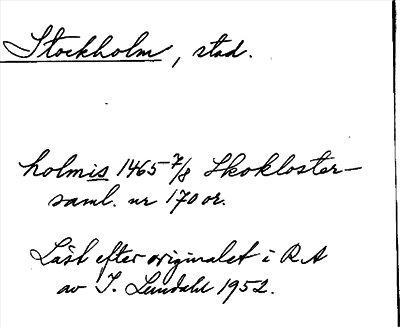 Stockholm, stad.
holmis 1465 7/8 Skokloster-
saml. nr 170 or.
Läst efter originalet i RA
av I. Lundahl 1952.